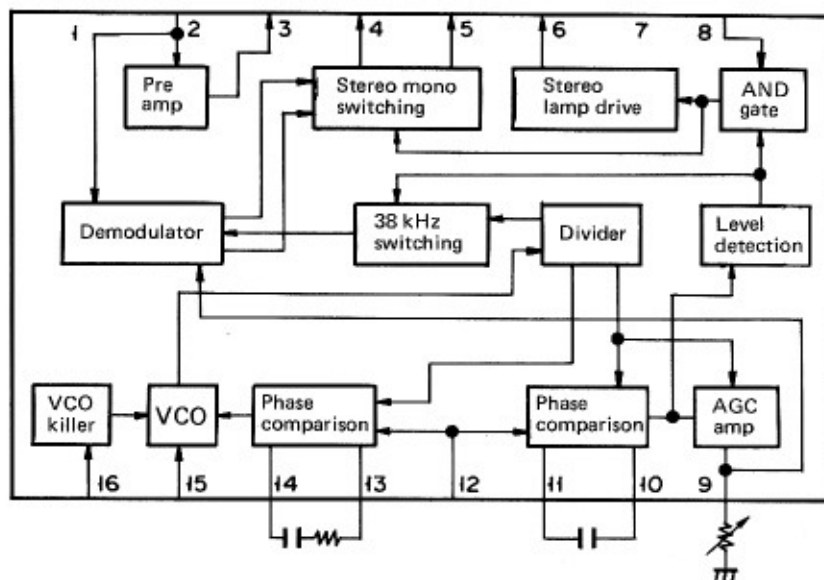 1 2 3 4 5 6 7 8
Pre
amp
Stereo mono
switching
Stereo
lamp drive
AND
gate
Demodulator
38 kHz
switching
Divider
Level
detection
VCO
killer
VCO
Phase
comparison
Phase
comparison
AGC
amp
16 15 14 13 12 11 10 9